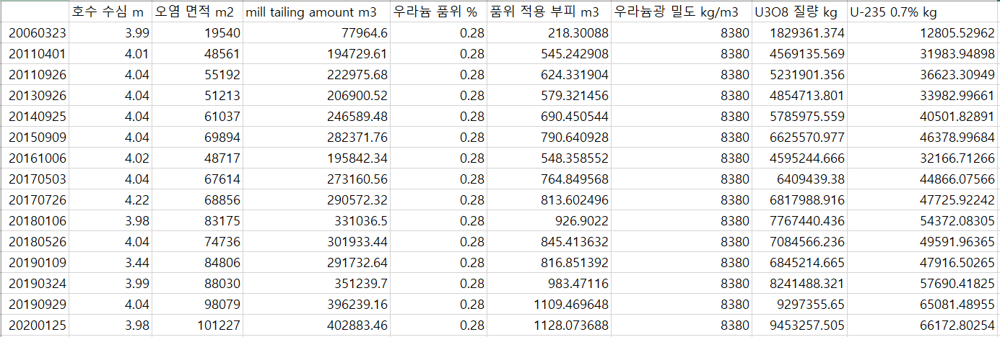 호수 수심 m 오염 면적 m2 mill tailing amount m3 우라늄 품위 % 품위 적용 부피 m3 우라늄광 밀도 kg/m3 U3O8 질량 kg U-235 0.7% kg
20060323 3.99 19540 77964.6 0.28 218.30088 8380 1829361.374 12805.52962
20110401 4.01 48561 194729.61 0.28 545.242908 8380 4569135.569 31983.94898
20110926 4.04 55192 222975.68 0.28 624.331904 8380 5231901.356 36623.30949
20130926 4.04 51213 206900.52 0.28 579.321456 8380 4854713.801 33982.99661
20140925 4.04 61037 246589.48 0.28 690.450544 8380 5785975.559 40501.82891
20150909 4.04 69894 282371.76 0.28 790.640928 8380 6625570.977 46378.99684
20161006 4.02 48717 195842.34 0.28 548.358552 8380 4595244.666 32166.71266
20170503 4.04 67614 273160.56 0.28 764.849568 8380 6409439.38 44866.07566
20170726 4.22 68856 290572.32 0.28 813.602496 8380 6817988.916 47725.92242
20180106 3.98 83175 331036.5 0.28 926.9022 8380 7767440.436 54372.08305
20180526 4.04 74736 301933.44 0.28 845.413632 8380 7084566.236 49591.96365
20190109 3.44 84806 291732.64 0.28 816.851392 8380 6845214.665 47916.50265
20190324 3.99 88030 351239.7 0.28 983.47116 8380 8241488.321 57690.41825
20190929 4.04 98079 396239.16 0.28 1109.469648 8380 9297355.65 65081.48955
20200125 3.98 101227 402883.46 0.28 1128.073688 8380 9453257.505 66172.80254